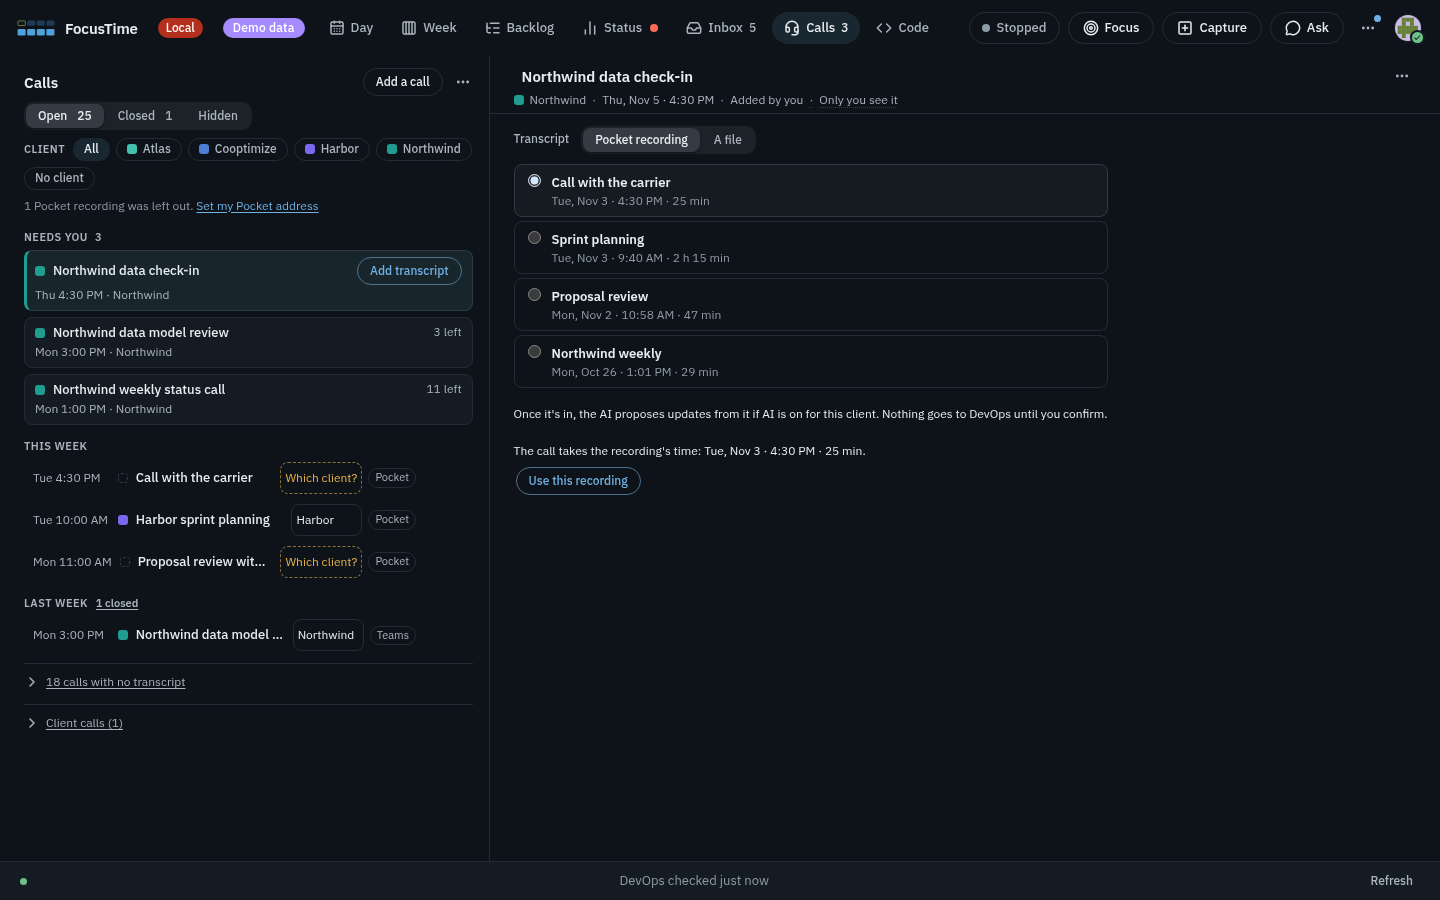 FocusTime
Local
Demo data
Day
Week
Backlog
Status
Inbox 5
Calls 3
Code
Stopped
Focus
Capture
Ask
Calls
Add a call
Open 25
Closed 1
Hidden
CLIENT
All
Atlas
Cooptimize
Harbor
Northwind
No client
1 Pocket recording was left out. Set my Pocket address
NEEDS YOU 3
Northwind data check-in
Add transcript
Thu 4:30 PM · Northwind
Northwind data model review
3 left
Mon 3:00 PM · Northwind
Northwind weekly status call
11 left
Mon 1:00 PM · Northwind
THIS WEEK
Tue 4:30 PM Call with the carrier Which client? Pocket
Tue 10:00 AM Harbor sprint planning Harbor Pocket
Mon 11:00 AM Proposal review wit... Which client? Pocket
LAST WEEK 1 closed
Mon 3:00 PM Northwind data model ... Northwind Teams
18 calls with no transcript
Client calls (1)
Northwind data check-in
Northwind · Thu, Nov 5 · 4:30 PM · Added by you · Only you see it
Transcript
Pocket recording
A file
Call with the carrier
Tue, Nov 3 · 4:30 PM · 25 min
Sprint planning
Tue, Nov 3 · 9:40 AM · 2 h 15 min
Proposal review
Mon, Nov 2 · 10:58 AM · 47 min
Northwind weekly
Mon, Oct 26 · 1:01 PM · 29 min
Once it's in, the AI proposes updates from it if AI is on for this client. Nothing goes to DevOps until you confirm.
The call takes the recording's time: Tue, Nov 3 · 4:30 PM · 25 min.
Use this recording
DevOps checked just now
Refresh